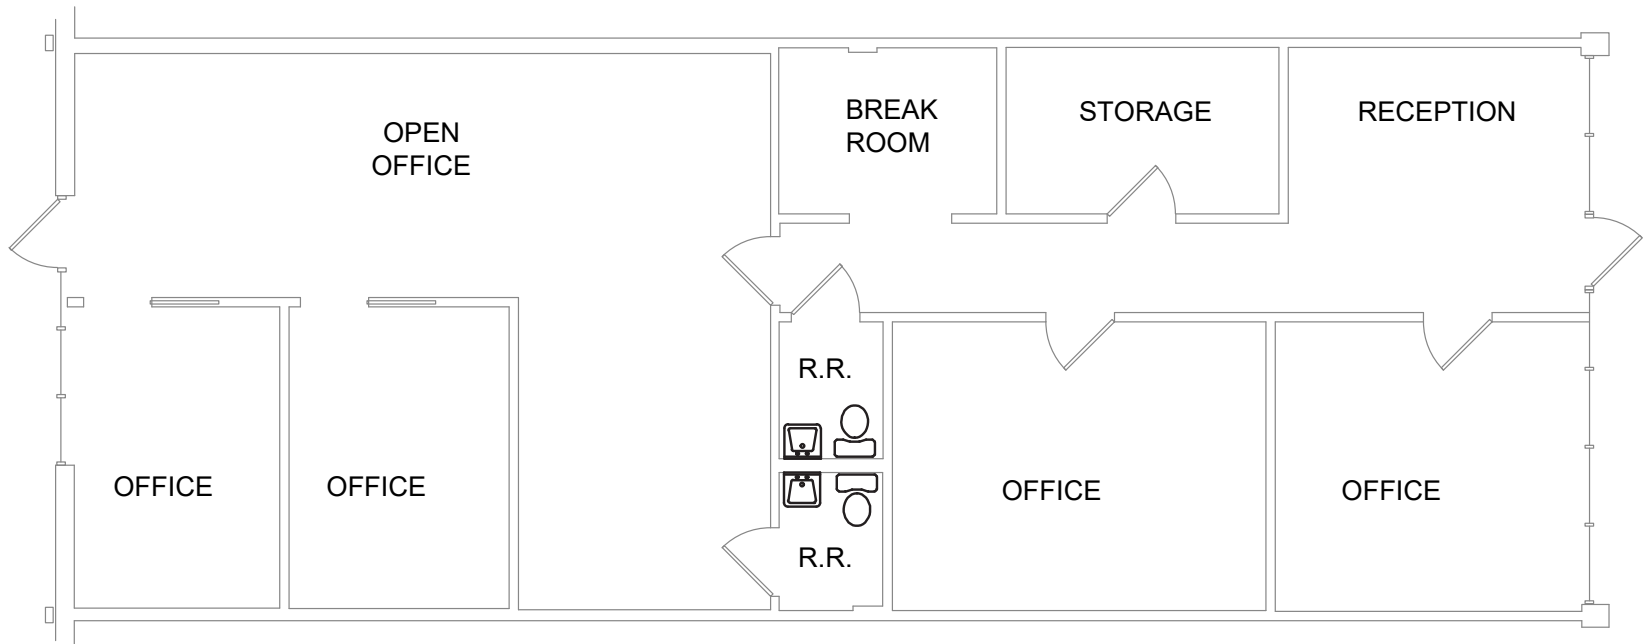 OPEN
OFFICE
BREAK
ROOM
STORAGE
RECEPTION
R.R.
OFFICE
OFFICE
OFFICE
OFFICE
R.R.